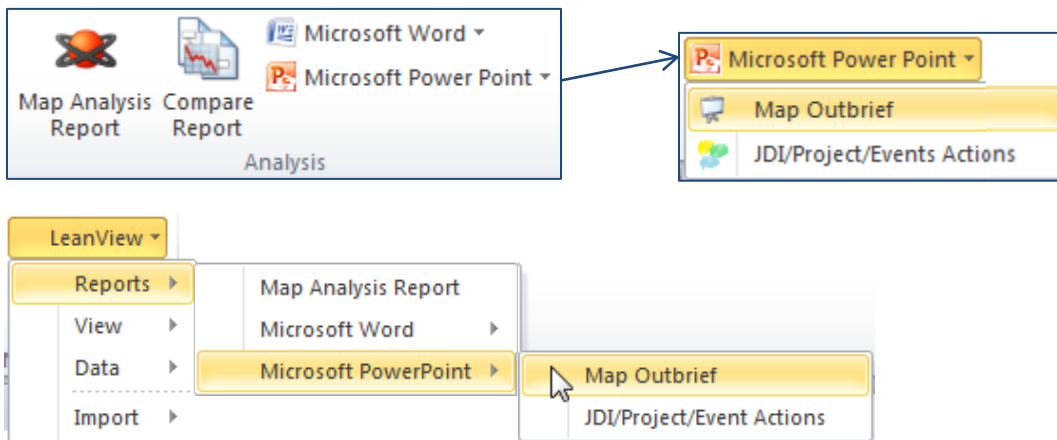 Microsoft Word
Microsoft Power Point
Map Analysis Report
Compare Report
Analysis
Microsoft Power Point
Map Outbrief
JDI/Project/Events Actions
LeanView
Reports
View
Data
Import
Map Analysis Report
Microsoft Word
Microsoft PowerPoint
Map Outbrief
JDI/Project/Event Actions